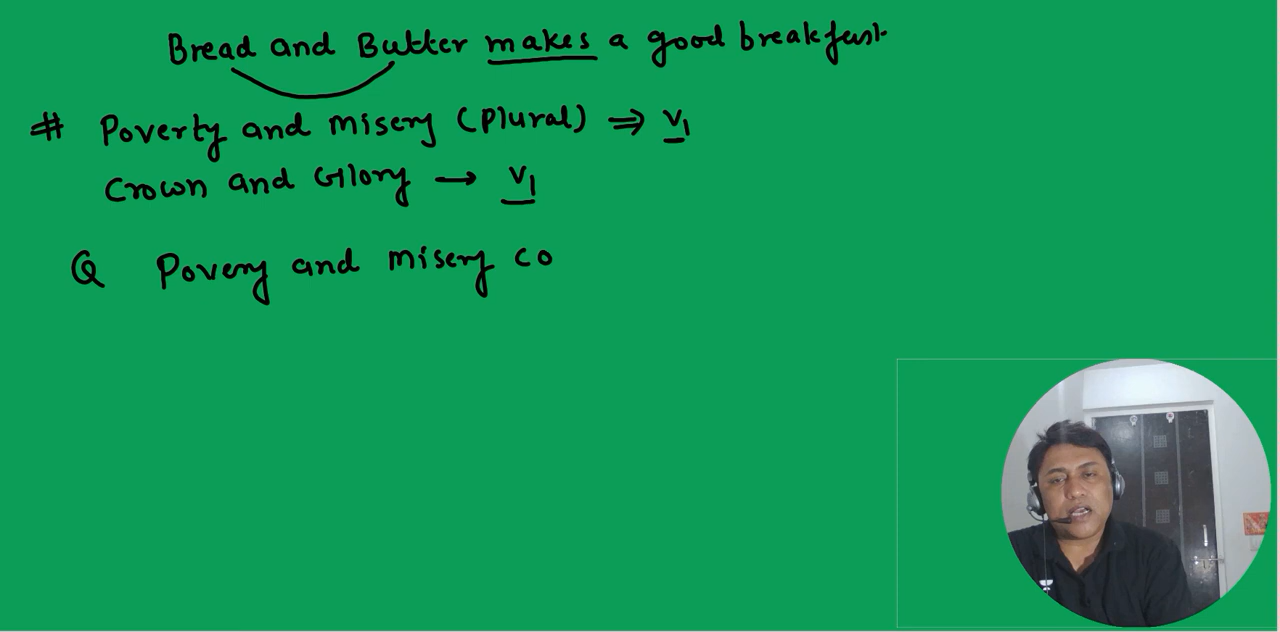 Bread and Butter makes a good breakfast
# Poverty and Misery (Plural) ⇒ V1
Crown and Glory → V1
Q Povery and Misery co